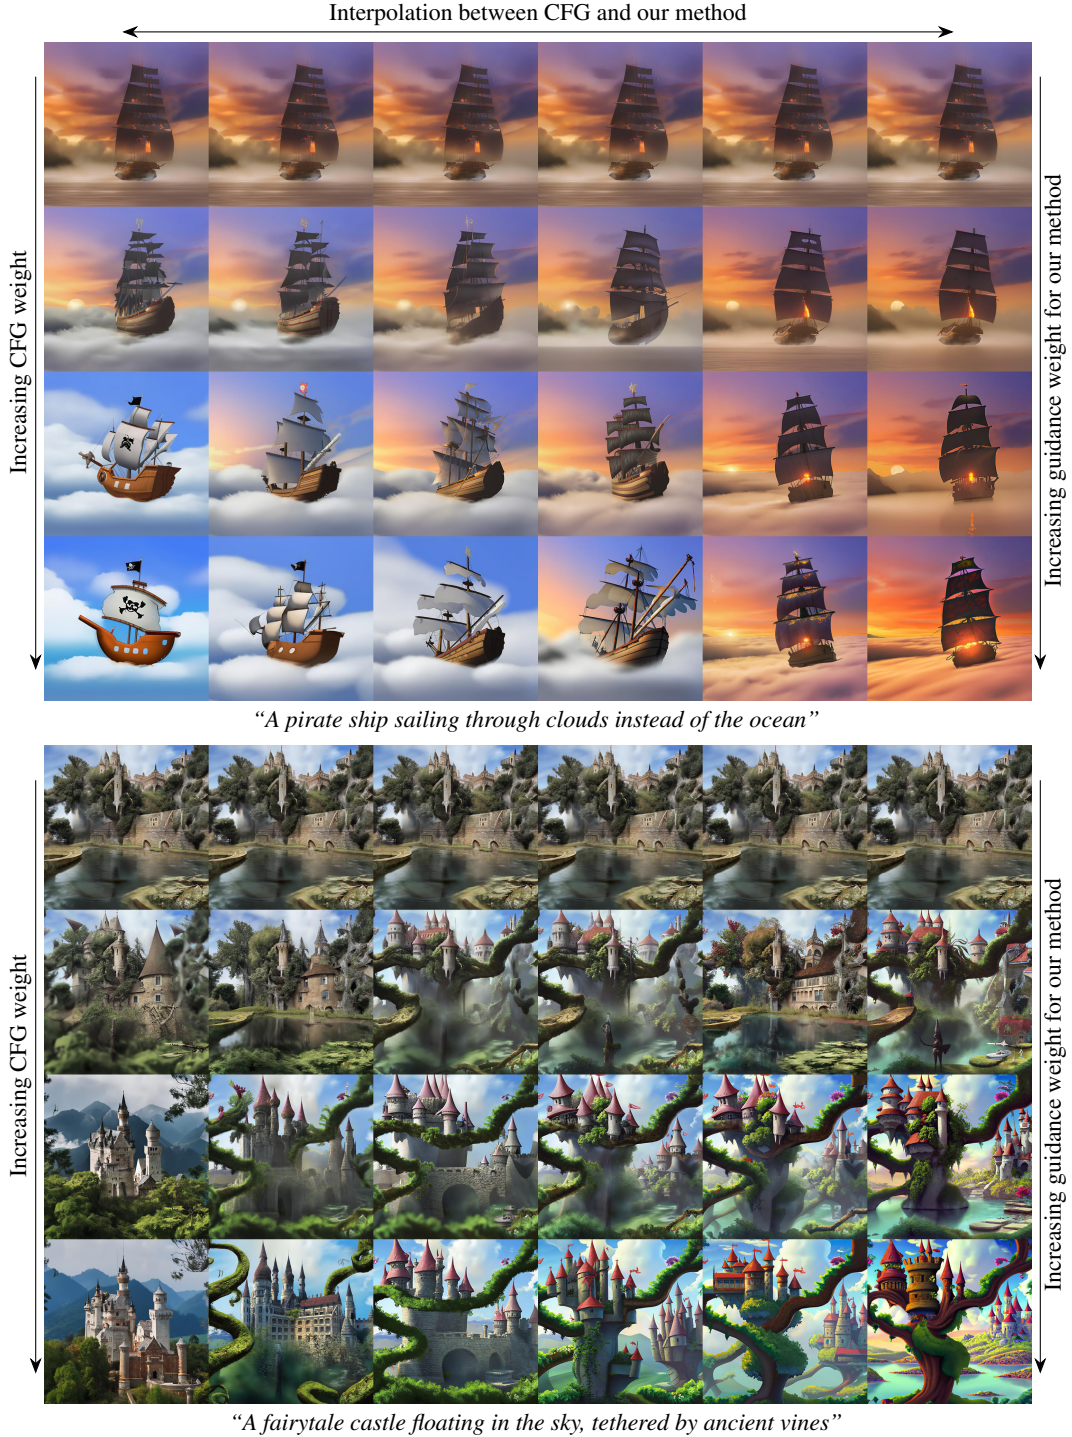 Interpolation between CFG and our method
Increasing CFG weight
Increasing guidance weight for our method
“A pirate ship sailing through clouds instead of the ocean”
Increasing CFG weight
Increasing guidance weight for our method
“A fairytale castle floating in the sky, tethered by ancient vines”